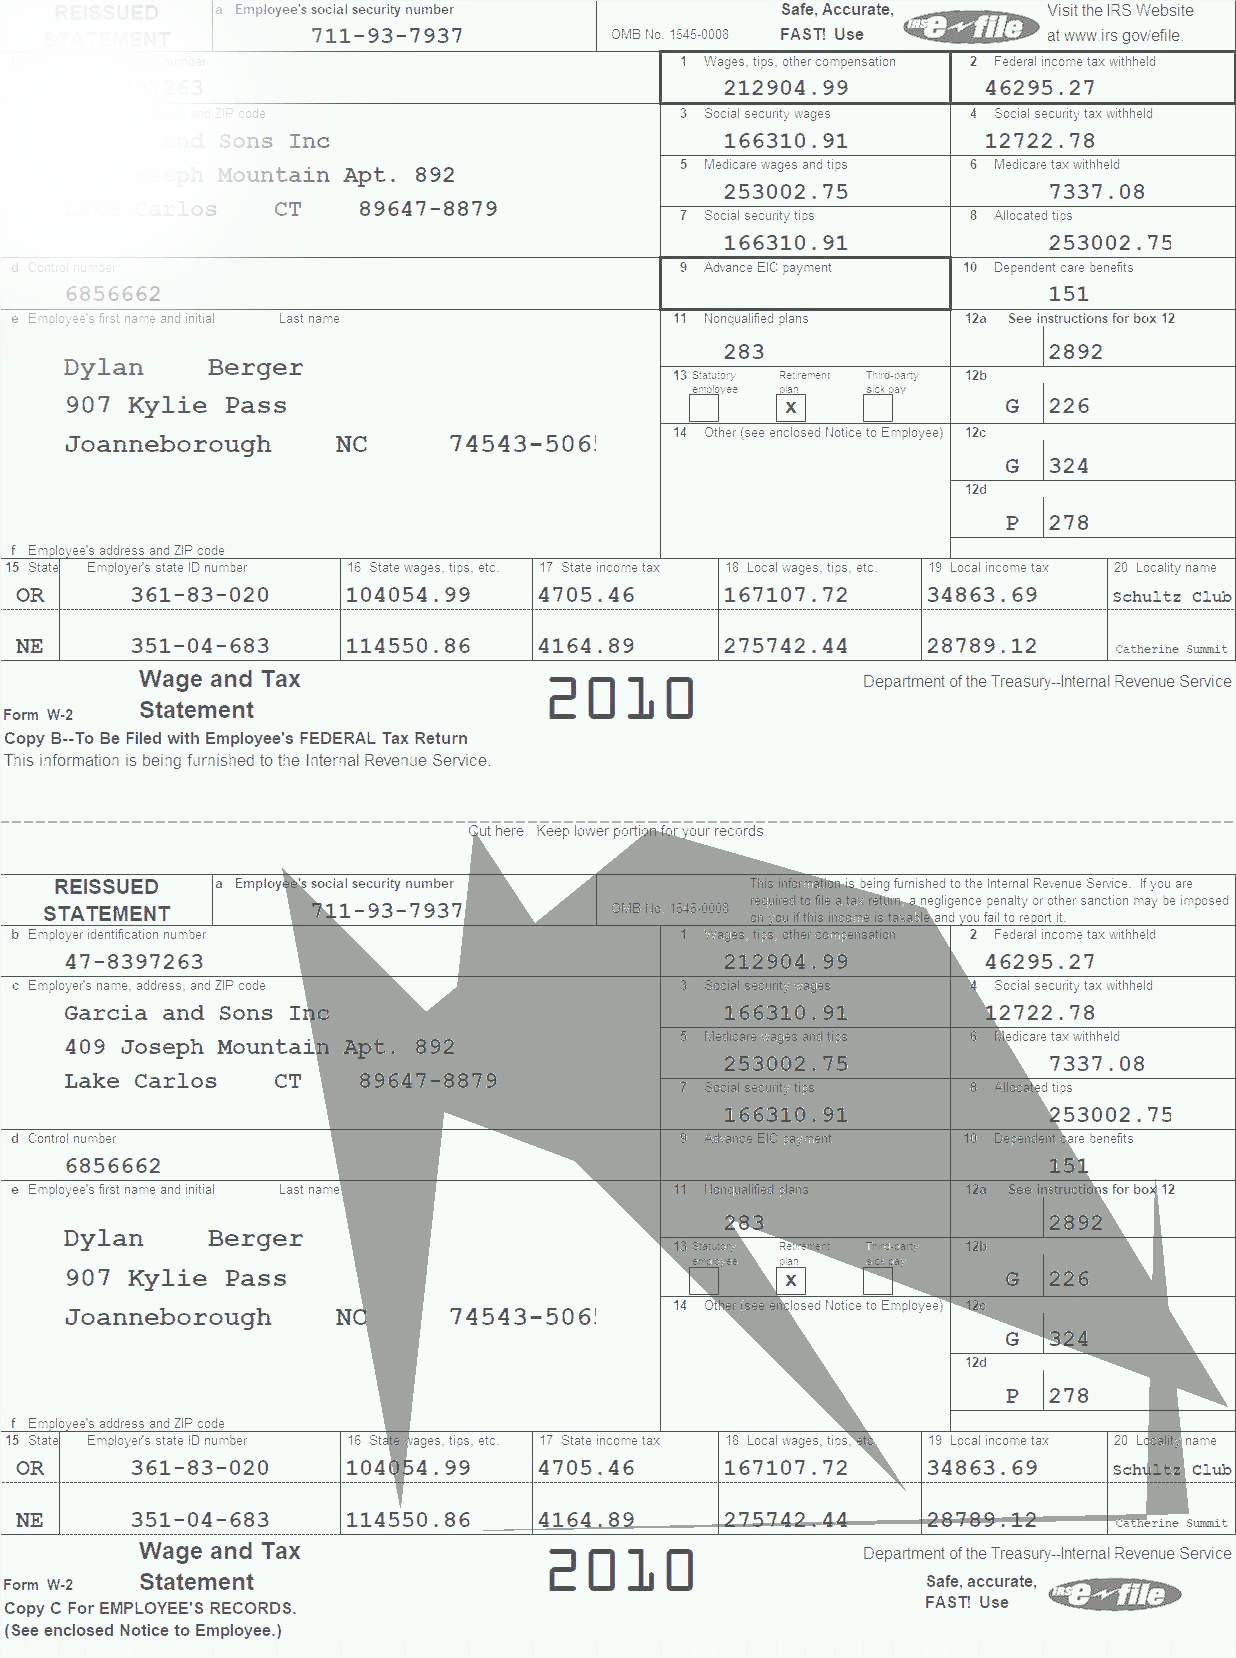 REISSUED a Employee's social security number Safe, Accurate, IRS e-file Visit the IRS Website
STATEMENT 711-93-7937 OMB No. 1545-0008 FAST! Use at www.irs.gov/efile.
number 1 Wages, tips, other compensation 2 Federal income tax withheld
7263 212904.99 46295.27
and ZIP code 3 Social security wages 4 Social security tax withheld
and Sons Inc 166310.91 12722.78
5 Medicare wages and tips 6 Medicare tax withheld
Joseph Mountain Apt. 892 253002.75 7337.08
Lake Carlos CT 89647-8879 7 Social security tips 8 Allocated tips
166310.91 253002.75
d Control number 9 Advance EIC payment 10 Dependent care benefits
6856662 151
e Employee's first name and initial Last name 11 Nonqualified plans 12a See instructions for box 12
283 2892
Dylan Berger 13 Statutory employee Retirement plan Third-party sick pay 12b
907 Kylie Pass X G 226
Joanneborough NC 74543-506 14 Other (see enclosed Notice to Employee) 12c
G 324
12d
P 278
f Employee's address and ZIP code
15 State Employer's state ID number 16 State wages, tips, etc. 17 State income tax 18 Local wages, tips, etc. 19 Local income tax 20 Locality name
OR 361-83-020 104054.99 4705.46 167107.72 34863.69 Schultz Club
NE 351-04-683 114550.86 4164.89 275742.44 28789.12 Catherine Summit
Wage and Tax 2010 Department of the Treasury--Internal Revenue Service
Form W-2 Statement
Copy B--To Be Filed with Employee's FEDERAL Tax Return
This information is being furnished to the Internal Revenue Service.
Cut here. Keep lower portion for your records.
REISSUED a Employee's social security number This information is being furnished to the Internal Revenue Service. If you are
STATEMENT 711-93-7937 OMB No. 1545-0008 required to file a tax return, a negligence penalty or other sanction may be imposed
on you if this income is taxable and you fail to report it.
b Employer identification number 1 Wages, tips, other compensation 2 Federal income tax withheld
47-8397263 212904.99 46295.27
c Employer's name, address, and ZIP code 3 Social security wages 4 Social security tax withheld
Garcia and Sons Inc 166310.91 12722.78
5 Medicare wages and tips 6 Medicare tax withheld
409 Joseph Mountain Apt. 892 253002.75 7337.08
Lake Carlos CT 89647-8879 7 Social security tips 8 Allocated tips
166310.91 253002.75
d Control number 9 Advance EIC payment 10 Dependent care benefits
6856662 151
e Employee's first name and initial Last name 11 Nonqualified plans 12a See instructions for box 12
283 2892
Dylan Berger 13 Statutory employee Retirement plan Third-party sick pay 12b
907 Kylie Pass X G 226
Joanneborough NC 74543-506 14 Other (see enclosed Notice to Employee) 12c
G 324
12d
P 278
f Employee's address and ZIP code
15 State Employer's state ID number 16 State wages, tips, etc. 17 State income tax 18 Local wages, tips, etc. 19 Local income tax 20 Locality name
OR 361-83-020 104054.99 4705.46 167107.72 34863.69 Schultz Club
NE 351-04-683 114550.86 4164.89 275742.44 28789.12 Catherine Summit
Wage and Tax 2010 Department of the Treasury--Internal Revenue Service
Form W-2 Statement Safe, accurate, IRS e-file
Copy C For EMPLOYEE'S RECORDS. FAST! Use
(See enclosed Notice to Employee.)